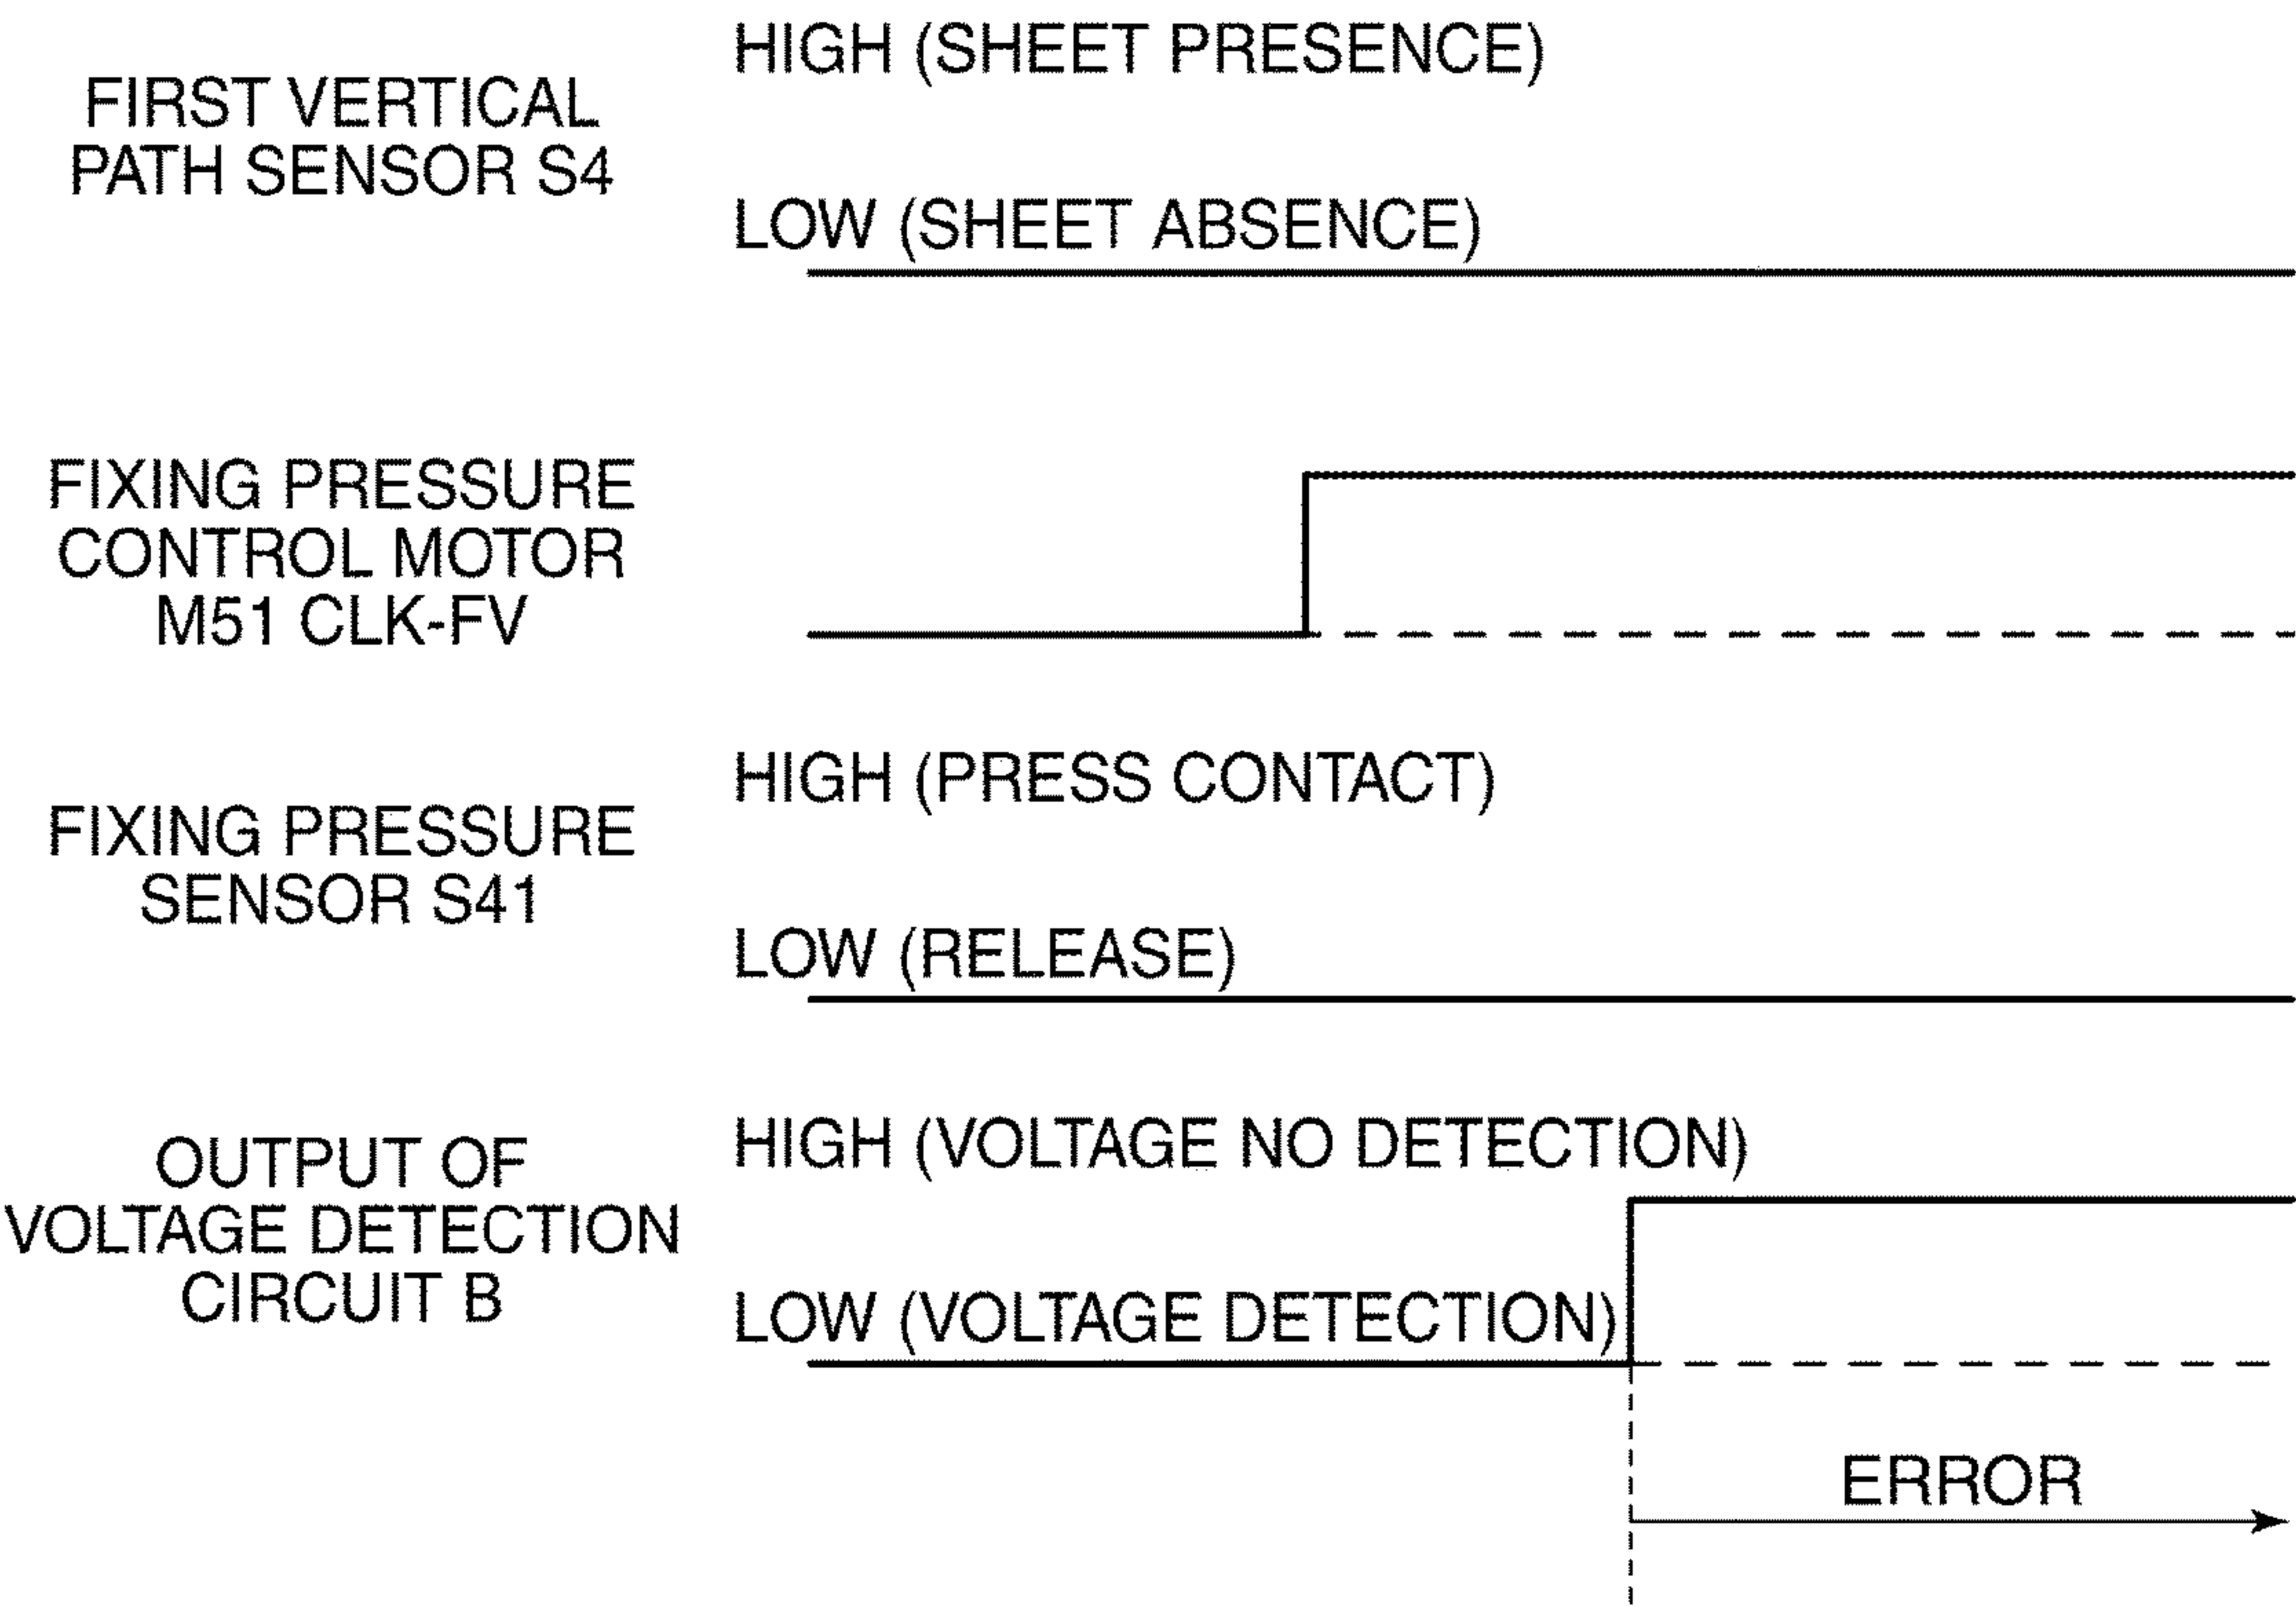 FIRST VERTICAL
PATH SENSOR S4
HIGH (SHEET PRESENCE)
LOW (SHEET ABSENCE)
FIXING PRESSURE
CONTROL MOTOR
M51 CLK-FV
FIXING PRESSURE
SENSOR S41
HIGH (PRESS CONTACT)
LOW (RELEASE)
OUTPUT OF
VOLTAGE DETECTION
CIRCUIT B
HIGH (VOLTAGE NO DETECTION)
LOW (VOLTAGE DETECTION)
ERROR